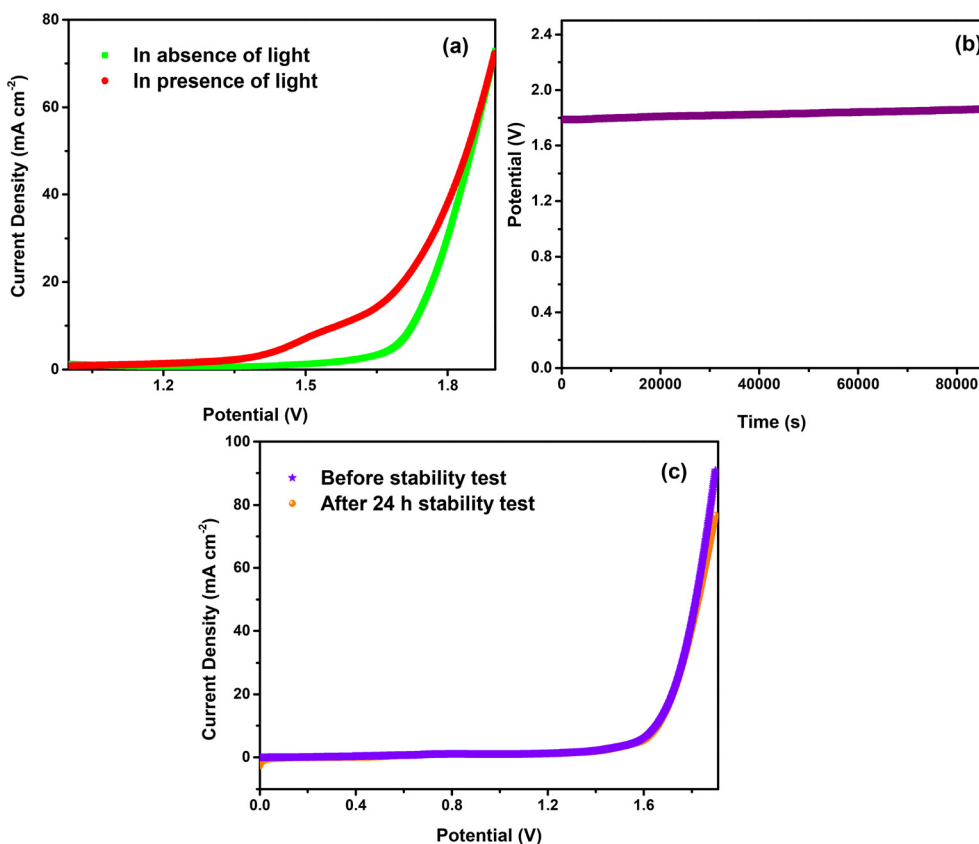 80
60
40
20
0
Current Density (mA cm⁻²)
In absence of light
In presence of light
(a)
1.2
1.5
1.8
Potential (V)
2.4
2.0
1.6
1.2
0.8
0.4
0.0
Potential (V)
(b)
0
20000
40000
60000
80000
Time (s)
100
80
60
40
20
0
Current Density (mA cm⁻²)
Before stability test
After 24 h stability test
(c)
0.0
0.4
0.8
1.2
1.6
Potential (V)